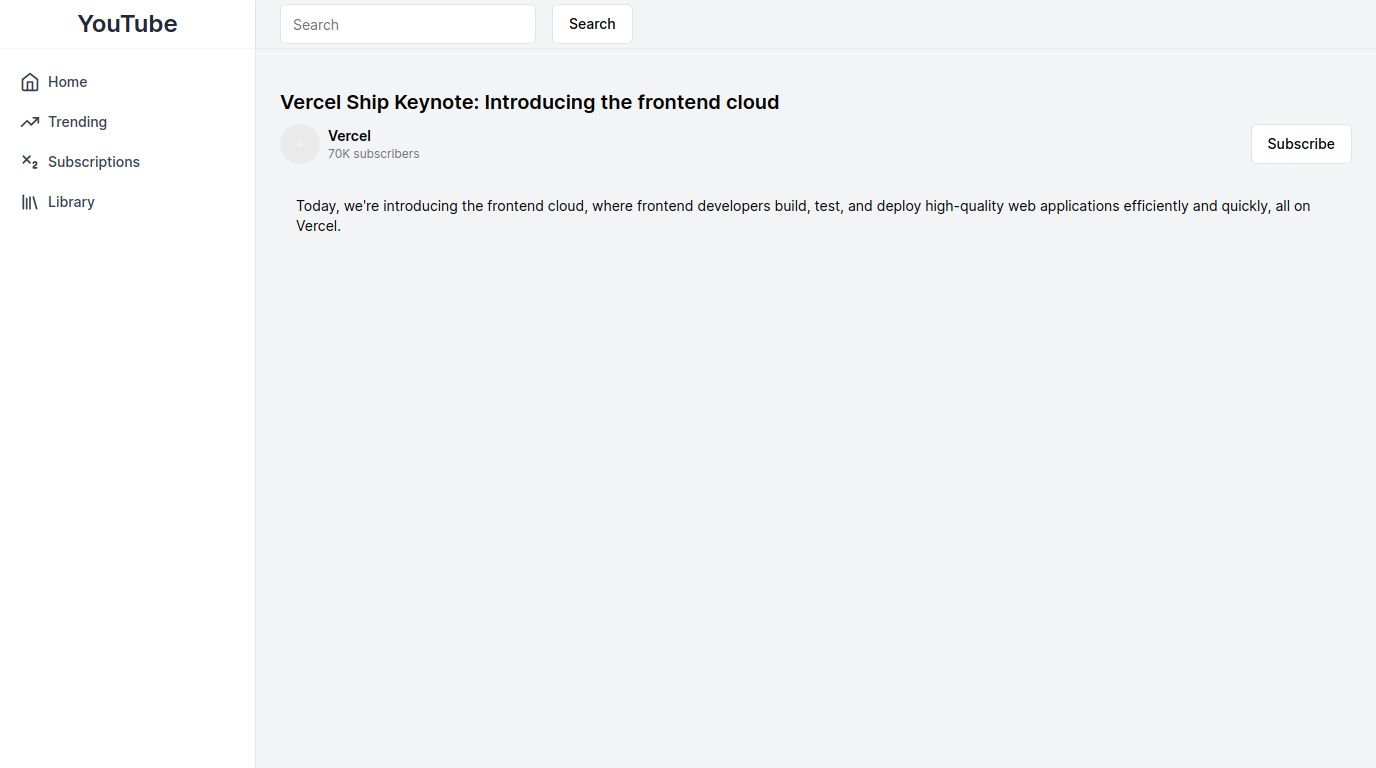 YouTube
Search
Search
Home
Trending
Subscriptions
Library
Vercel Ship Keynote: Introducing the frontend cloud
Vercel
70K subscribers
Subscribe
Today, we're introducing the frontend cloud, where frontend developers build, test, and deploy high-quality web applications efficiently and quickly, all on
Vercel.